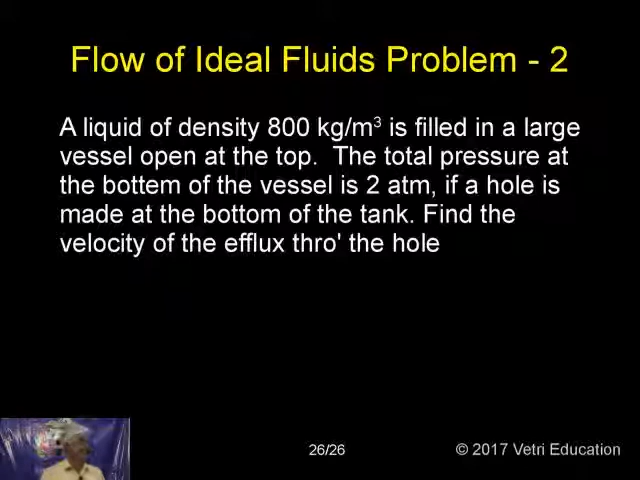 Flow of Ideal Fluids Problem - 2
A liquid of density 800 kg/m³ is filled in a large
vessel open at the top.  The total pressure at
the bottem of the vessel is 2 atm, if a hole is
made at the bottom of the tank. Find the
velocity of the efflux thro' the hole
26/26
© 2017 Vetri Education